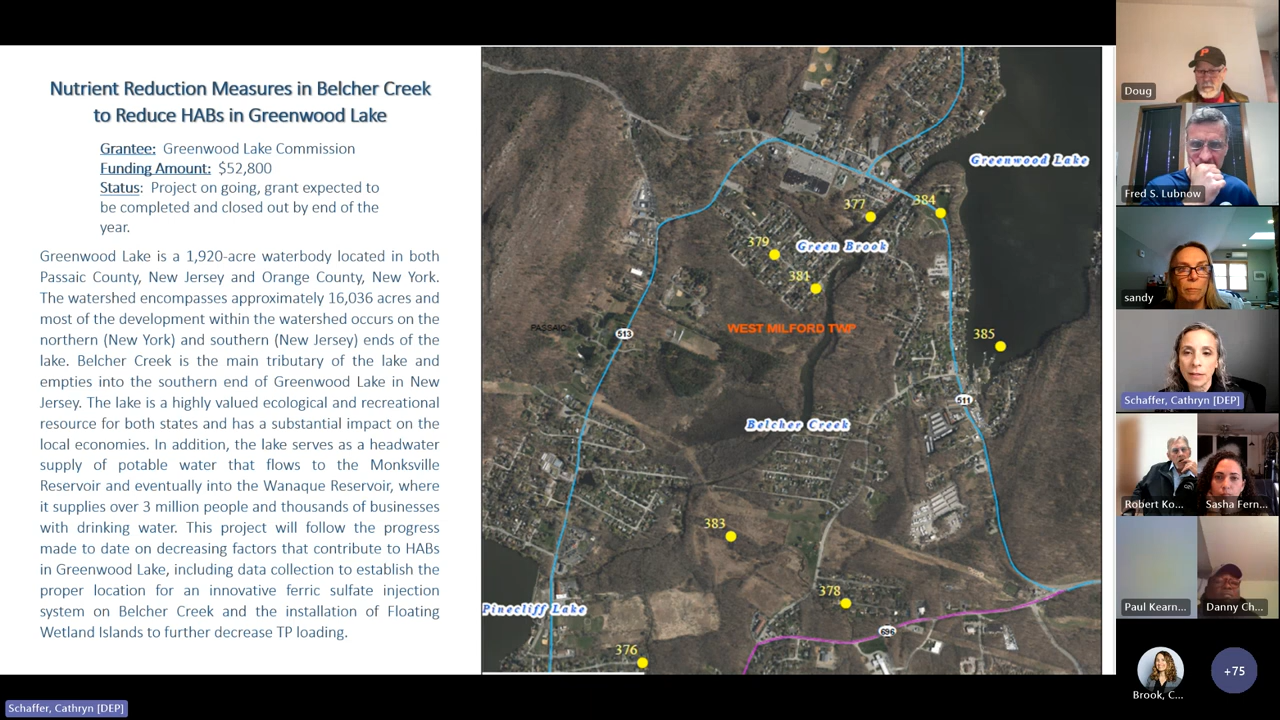 Nutrient Reduction Measures in Belcher Creek
to Reduce HABs in Greenwood Lake
Grantee: Greenwood Lake Commission
Funding Amount: $52,800
Status: Project on going, grant expected to
be completed and closed out by end of the
year.
Greenwood Lake is a 1,920-acre waterbody located in both
Passaic County, New Jersey and Orange County, New York.
The watershed encompasses approximately 16,036 acres and
most of the development within the watershed occurs on the
northern (New York) and southern (New Jersey) ends of the
lake. Belcher Creek is the main tributary of the lake and
empties into the southern end of Greenwood Lake in New
Jersey. The lake is a highly valued ecological and recreational
resource for both states and has a substantial impact on the
local economies. In addition, the lake serves as a headwater
supply of potable water that flows to the Monksville
Reservoir and eventually into the Wanaque Reservoir, where
it supplies over 3 million people and thousands of businesses
with drinking water. This project will follow the progress
made to date on decreasing factors that contribute to HABs
in Greenwood Lake, including data collection to establish the
proper location for an innovative ferric sulfate injection
system on Belcher Creek and the installation of Floating
Wetland Islands to further decrease TP loading.
Greenwood Lake
377
384
379
Green Brook
381
PASSAIC
WEST MILFORD TWP
513
385
511
Belcher Creek
383
378
Pinecliff Lake
696
376
Doug
Fred S. Lubnow
sandy
Schaffer, Cathryn [DEP]
Robert Ko...
Sasha Fern...
Paul Kearn...
Danny Ch...
Brook, C...
+75
Schaffer, Cathryn [DEP]